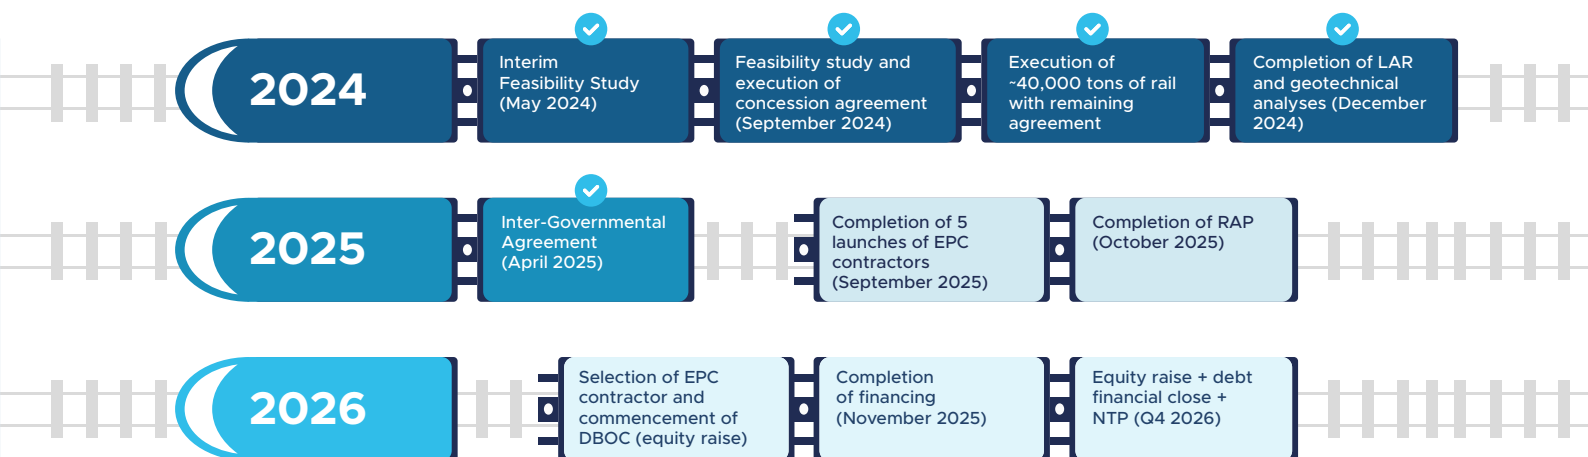 2024
Interim
Feasibility Study
(May 2024)
Feasibility study and
execution of
concession agreement
(September 2024)
Execution of
~40,000 tons of rail
with remaining
agreement
Completion of LAR
and geotechnical
analyses (December
2024)
2025
Inter-Governmental
Agreement
(April 2025)
Completion of 5
launches of EPC
contractors
(September 2025)
Completion of RAP
(October 2025)
2026
Selection of EPC
contractor and
commencement of
DBOC (equity raise)
Completion
of financing
(November 2025)
Equity raise + debt
financial close +
NTP (Q4 2026)